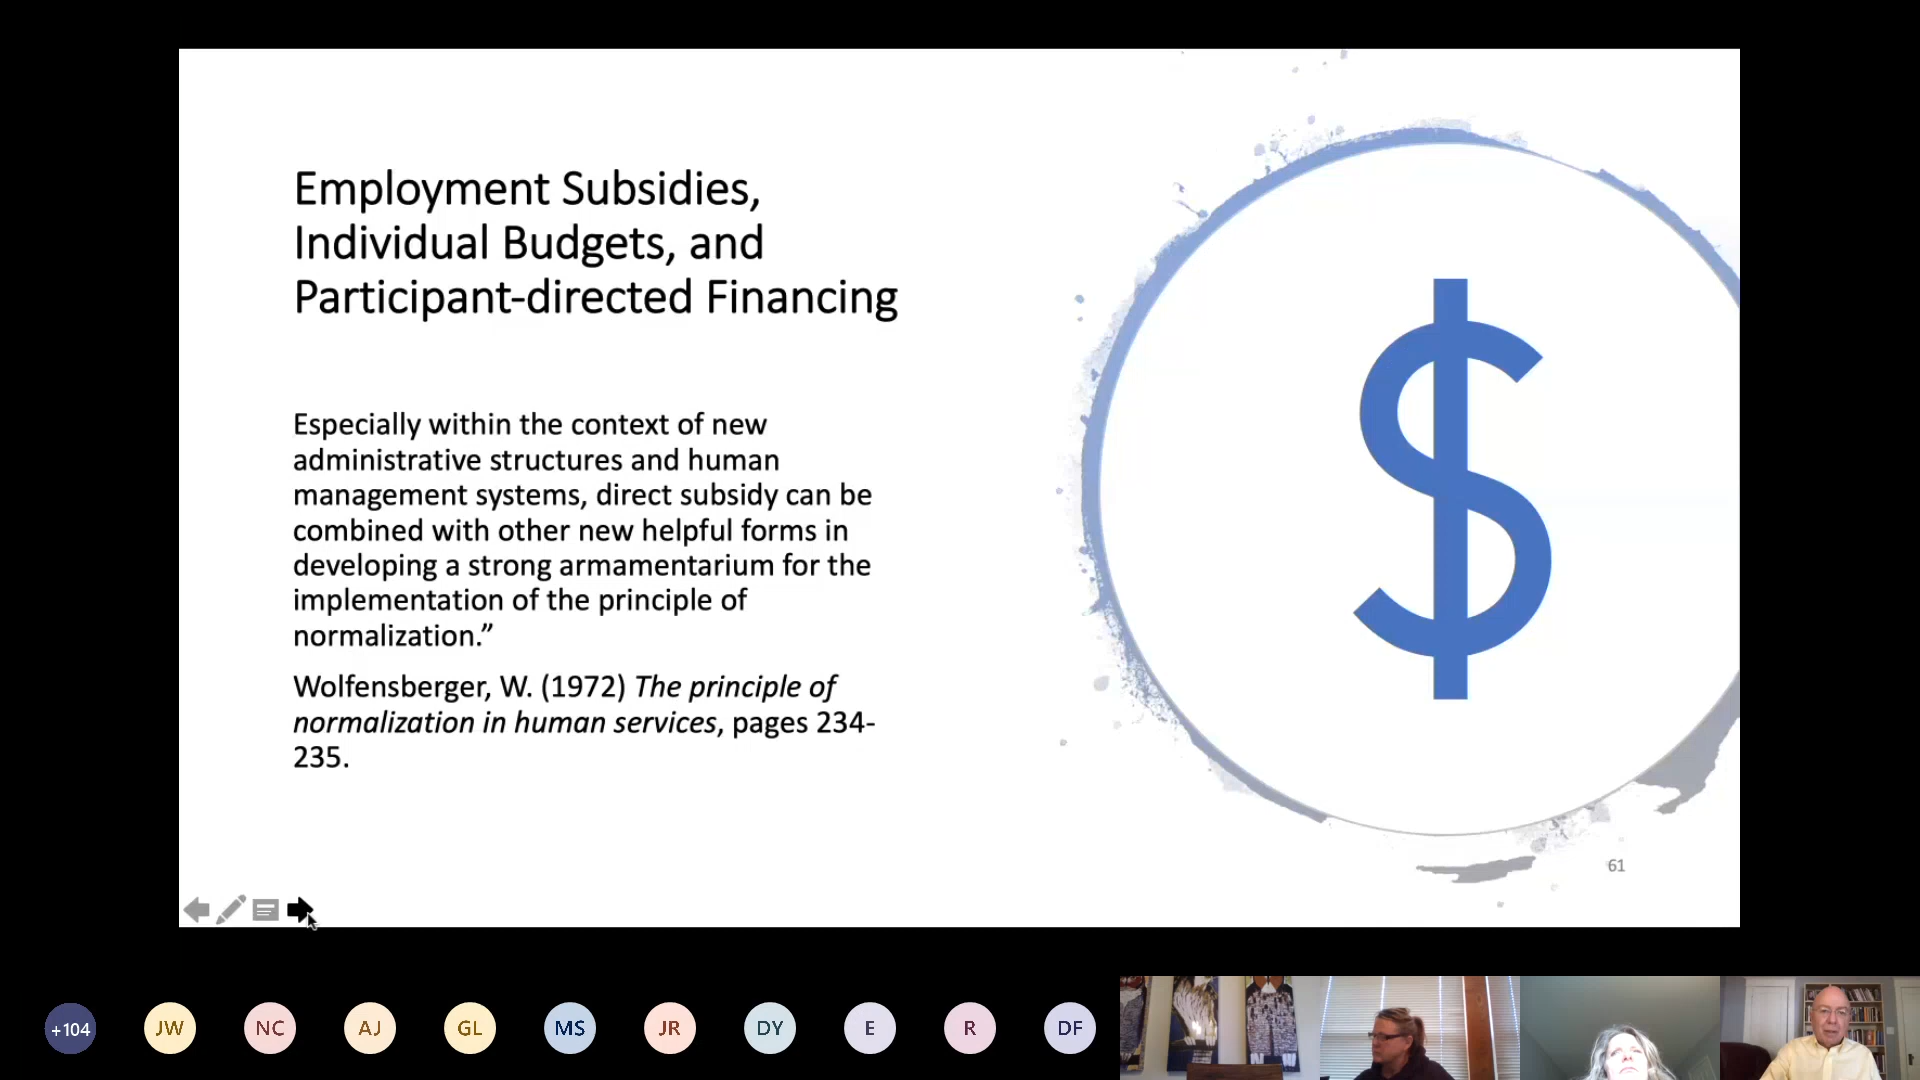 Employment Subsidies,
Individual Budgets, and
Participant-directed Financing
Especially within the context of new
administrative structures and human
management systems, direct subsidy can be
combined with other new helpful forms in
developing a strong armamentarium for the
implementation of the principle of
normalization.”
Wolfensberger, W. (1972) The principle of
normalization in human services, pages 234-
235.
61
+104
JW
NC
AJ
GL
MS
JR
DY
E
R
DF